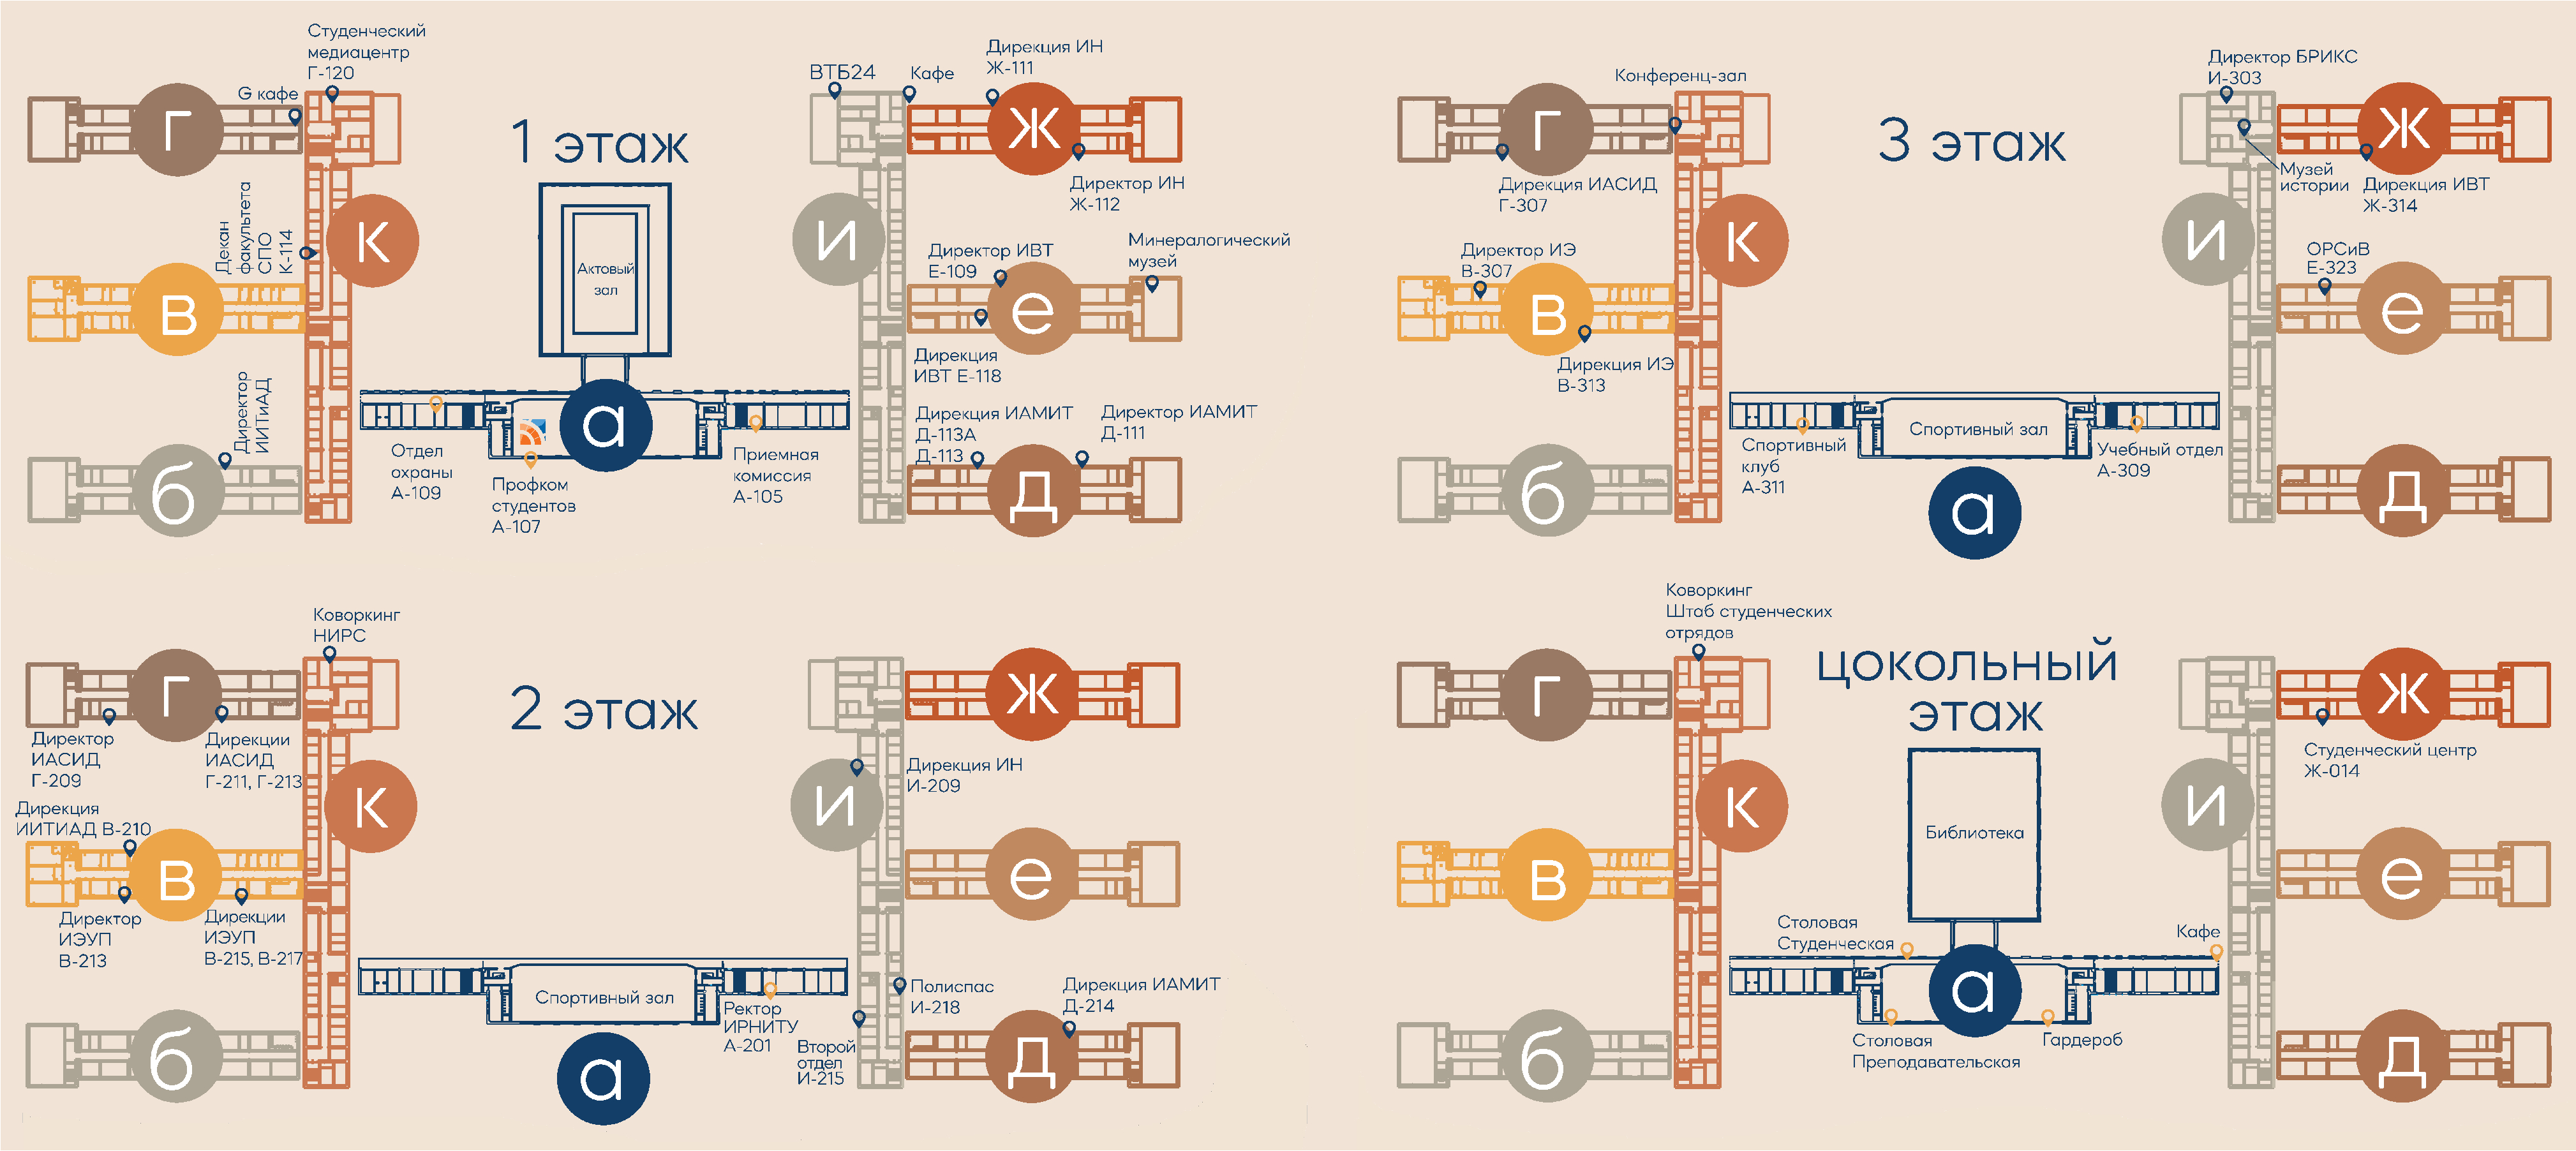 1 этаж
Студенческий
медиацентр
Г-120
G кафе
г
Декан
факультета
СПО
К-114
к
в
Директор
ИИТиАД
б
Актовый
зал
а
Отдел
охраны
А-109
Профком
студентов
А-107
Приемная
комиссия
А-105
ВТБ24
Кафе
Дирекция ИН
Ж-111
ж
Директор ИН
Ж-112
и
Директор ИВТ
Е-109
Минералогический
музей
е
Дирекция
ИВТ Е-118
Дирекция ИАМИТ
Д-113А
Д-113
Директор ИАМИТ
Д-111
д
3 этаж
Конференц-зал
г
Дирекция ИАСИД
Г-307
к
Директор ИЭ
В-307
в
Дирекция ИЭ
В-313
б
Спортивный
клуб
А-311
Спортивный зал
Учебный отдел
А-309
а
Директор БРИКС
И-303
ж
Музей
истории
Дирекция ИВТ
Ж-314
и
ОРСиВ
Е-323
е
д
2 этаж
Коворкинг
НИРС
г
Директор
ИАСИД
Г-209
Дирекции
ИАСИД
Г-211, Г-213
к
Дирекция
ИИТИАД В-210
в
Директор
ИЭУП
В-213
Дирекции
ИЭУП
В-215, В-217
б
Спортивный зал
а
Ректор
ИРНИТУ
А-201
Второй
отдел
И-215
ж
и
Дирекция ИН
И-209
е
Полиспас
И-218
Дирекция ИАМИТ
Д-214
д
цокольный
этаж
Коворкинг
Штаб студенческих
отрядов
г
к
в
б
Библиотека
Столовая
Студенческая
Кафе
а
Столовая
Преподавательская
Гардероб
ж
Студенческий центр
Ж-014
и
е
д